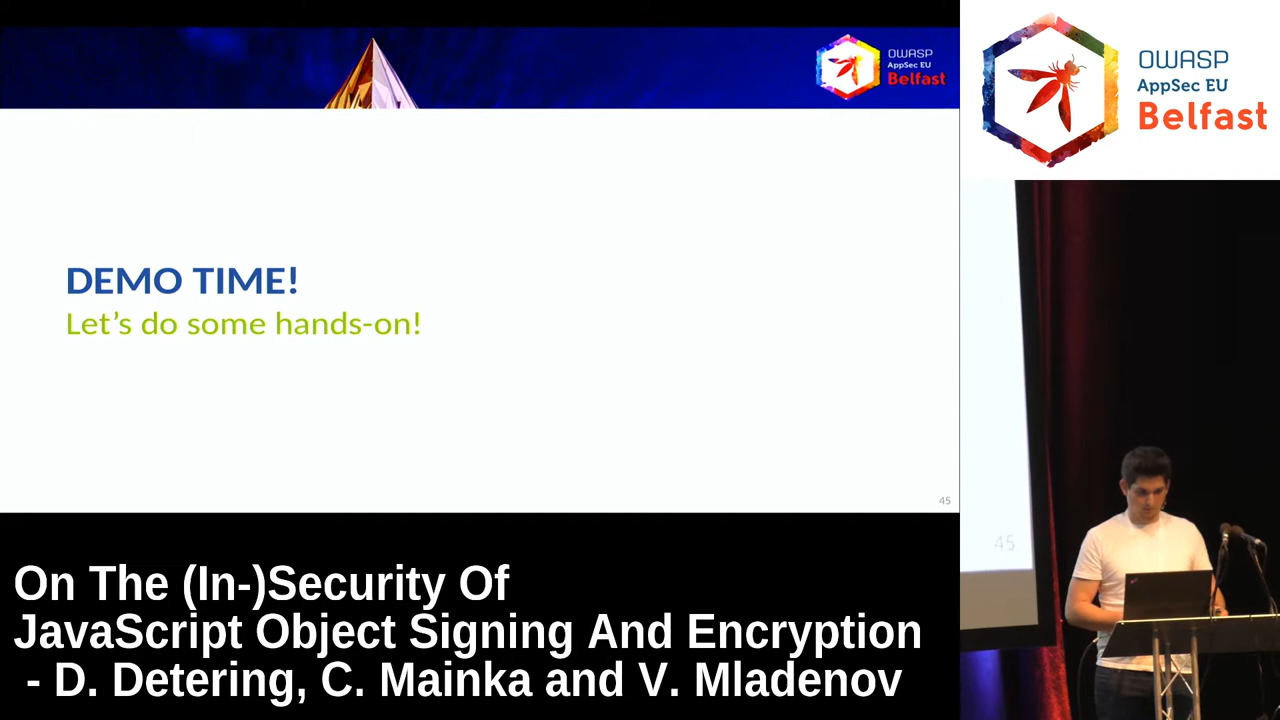 OWASP
AppSec EU
Belfast
DEMO TIME!
Let's do some hands-on!
45
OWASP
AppSec EU
Belfast
45
On The (In-)Security Of
JavaScript Object Signing And Encryption
- D. Detering, C. Mainka and V. Mladenov